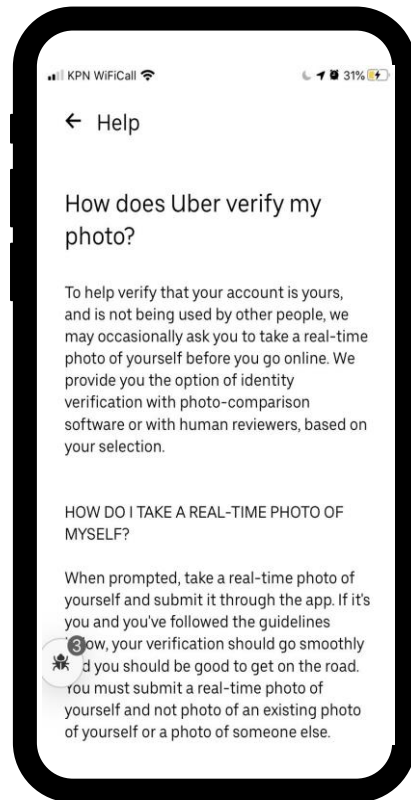 KPN WiFiCall 31%
Help
How does Uber verify my
photo?
To help verify that your account is yours,
and is not being used by other people, we
may occasionally ask you to take a real-time
photo of yourself before you go online. We
provide you the option of identity
verification with photo-comparison
software or with human reviewers, based on
your selection.
HOW DO I TAKE A REAL-TIME PHOTO OF
MYSELF?
When prompted, take a real-time photo of
yourself and submit it through the app. If it's
you and you've followed the guidelines
3
your verification should go smoothly
you should be good to get on the road.
You must submit a real-time photo of
yourself and not photo of an existing photo
of yourself or a photo of someone else.